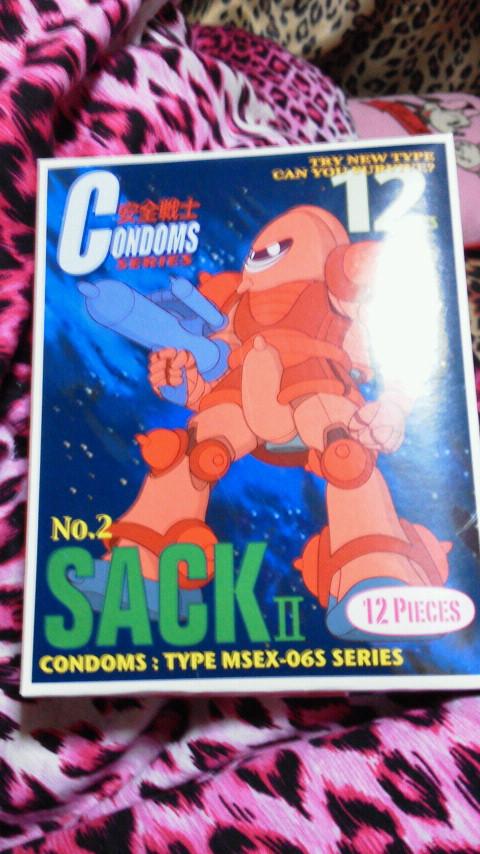 TRY NEW TYPE
CAN YOU SURVIVE?
12
安全戦士
CONDOMS
SERIES
No.2
SACK II
12 PIECES
CONDOMS : TYPE MSEX-06S SERIES